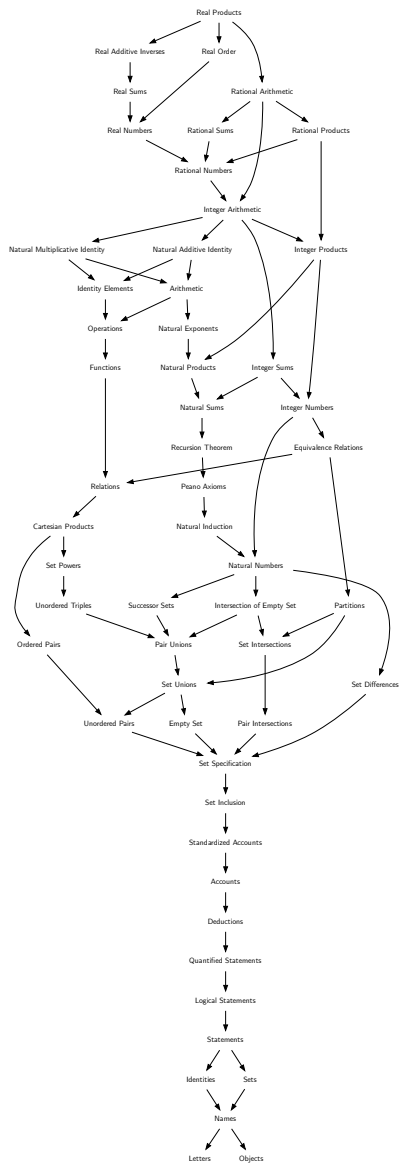 Real Products
Real Additive Inverses
Real Order
Real Sums
Rational Arithmetic
Real Numbers
Rational Sums
Rational Products
Rational Numbers
Integer Arithmetic
Natural Multiplicative Identity
Natural Additive Identity
Integer Products
Identity Elements
Arithmetic
Operations
Natural Exponents
Functions
Natural Products
Integer Sums
Natural Sums
Integer Numbers
Recursion Theorem
Equivalence Relations
Relations
Peano Axioms
Cartesian Products
Natural Induction
Set Powers
Natural Numbers
Unordered Triples
Successor Sets
Intersection of Empty Set
Partitions
Ordered Pairs
Pair Unions
Set Intersections
Set Unions
Set Differences
Unordered Pairs
Empty Set
Pair Intersections
Set Specification
Set Inclusion
Standardized Accounts
Accounts
Deductions
Quantified Statements
Logical Statements
Statements
Identities
Sets
Names
Letters
Objects